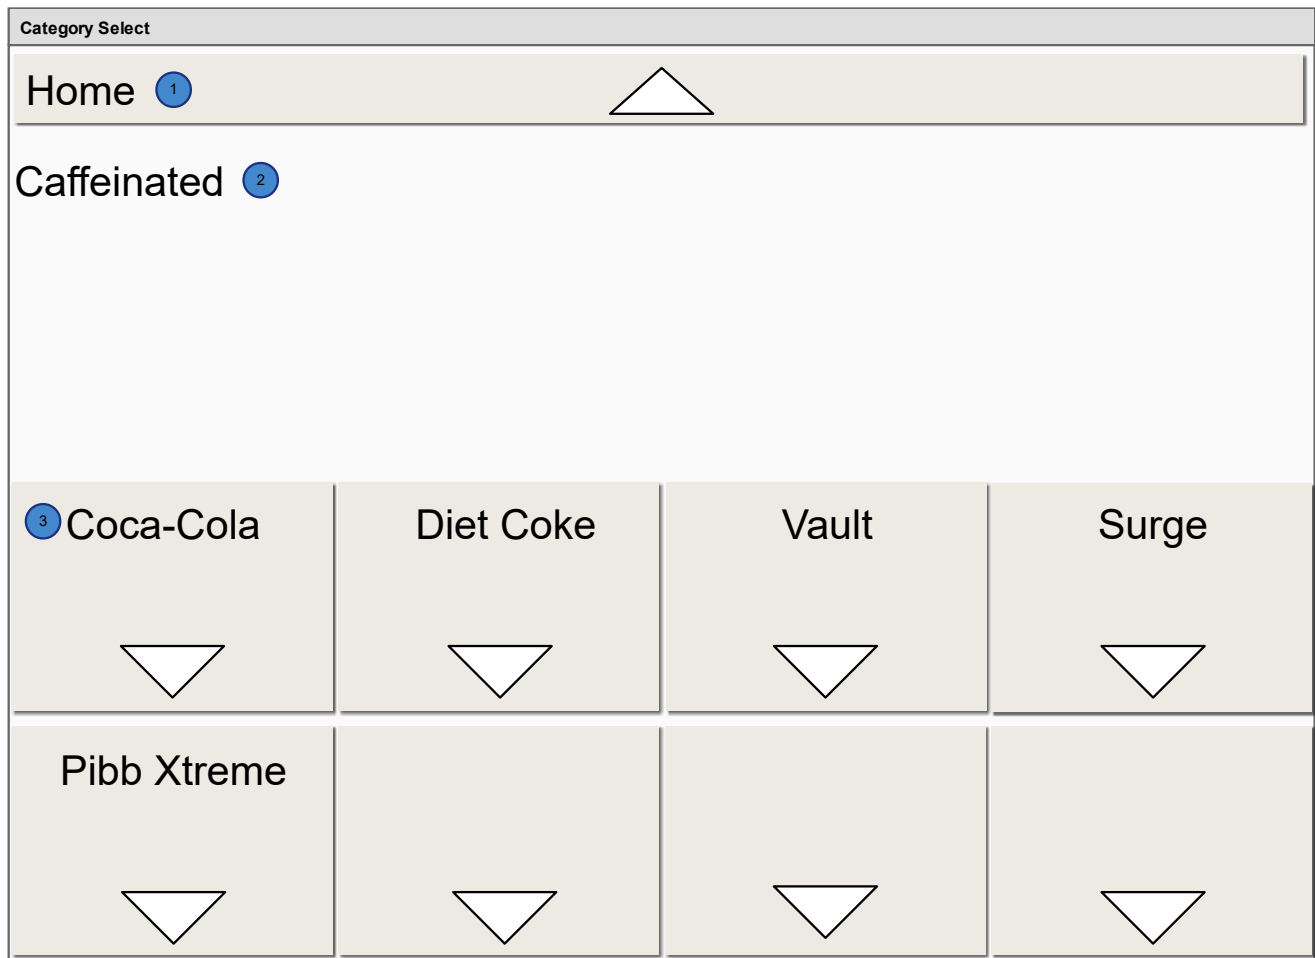 Category Select
Home 1
Caffeinated 2
3 Coca-Cola Diet Coke Vault Surge
Pibb Xtreme